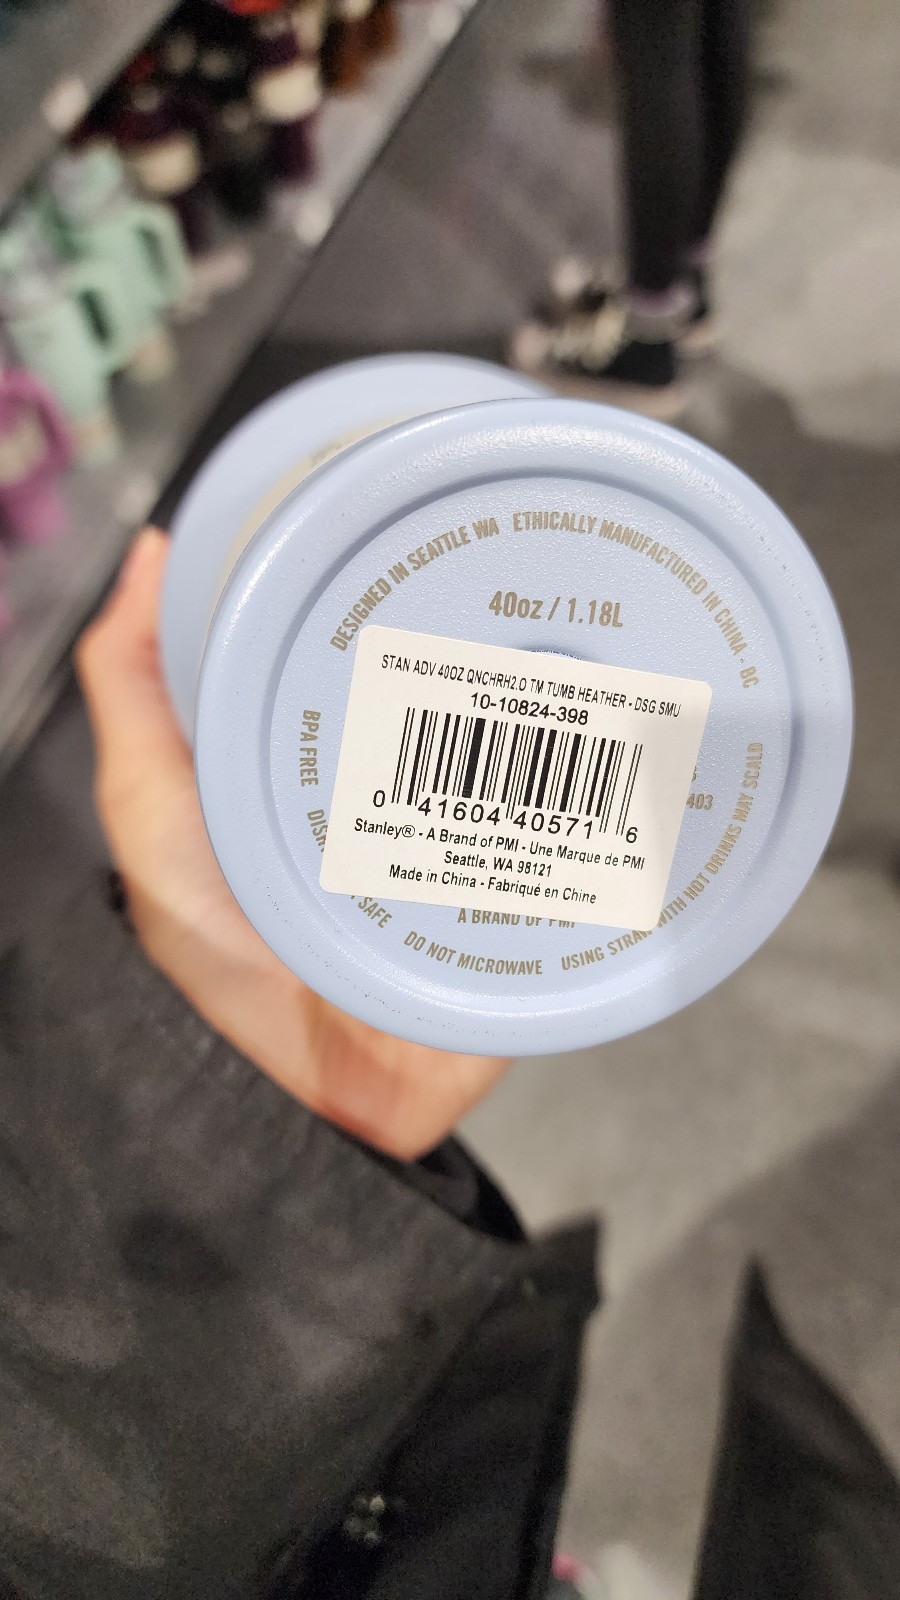 DESIGNED IN SEATTLE WA ETHICALLY MANUFACTURED IN CHINA - BC
40oz / 1.18L
STAN ADV 40OZ QNCHRH2.O TM TUMB HEATHER - DSG SMU
10-10824-398
0 41604 40571 6
Stanley® - A Brand of PMI - Une Marque de PMI
Seattle, WA 98121
Made in China - Fabriqué en Chine
403
A BRAND OF PMI
BPA FREE
SAFE DO NOT MICROWAVE USING STRAW WITH HOT DRINKS MAY SCALD